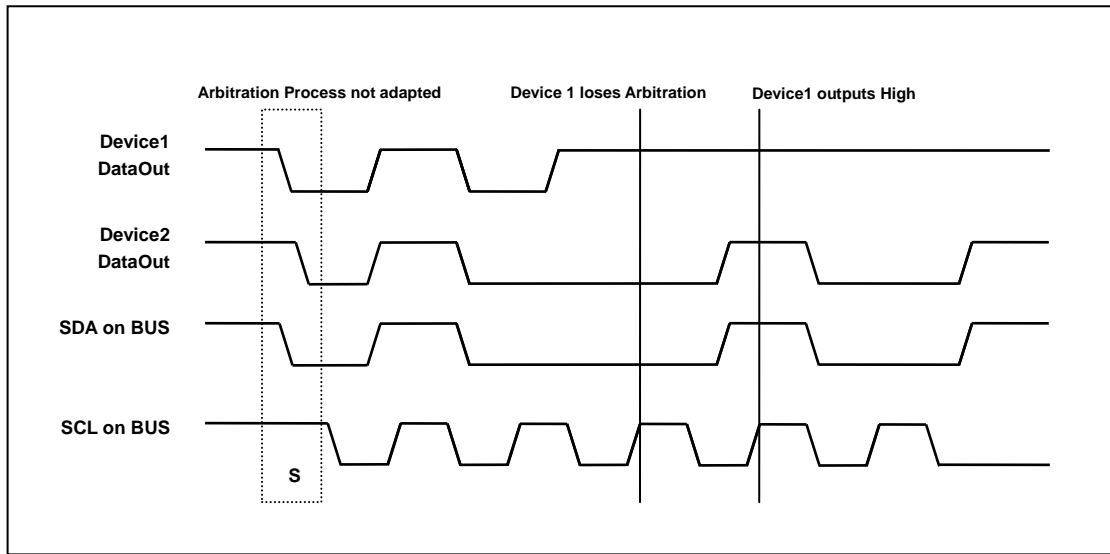 Arbitration Process not adapted
Device 1 loses Arbitration
Device1 outputs High
Device1
DataOut
Device2
DataOut
SDA on BUS
SCL on BUS
S